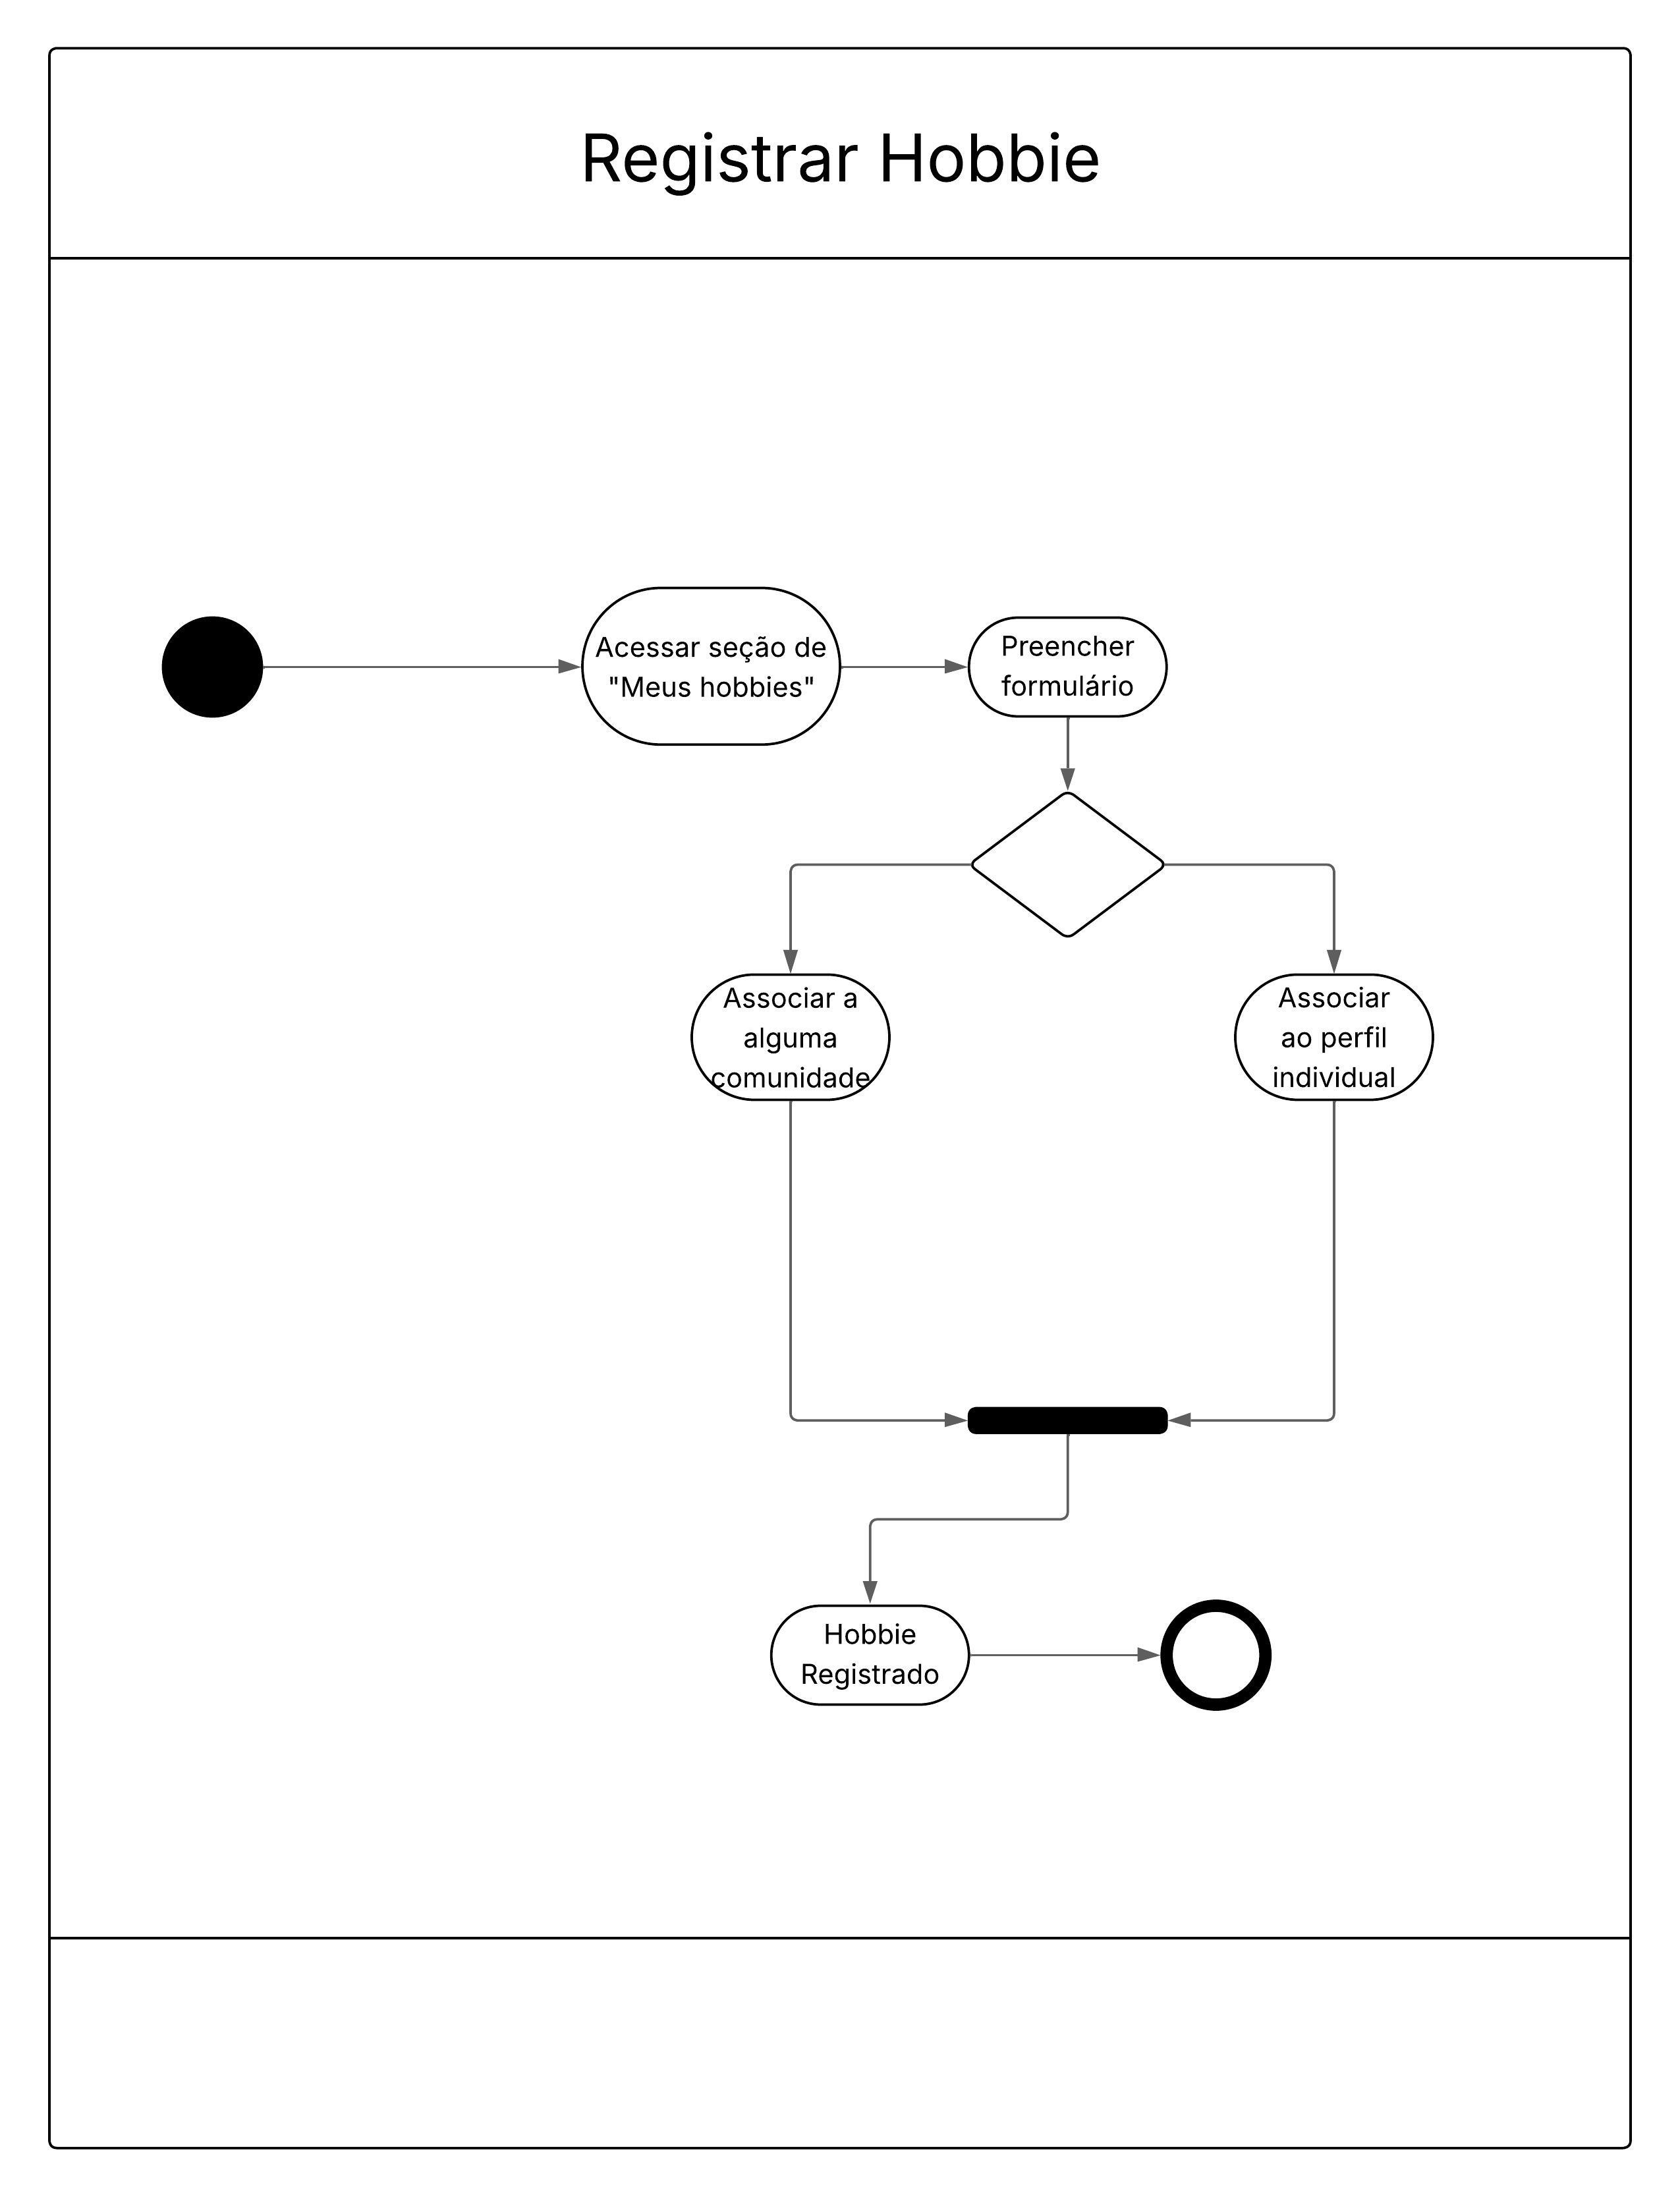 Registrar Hobbie
Acessar seção de
"Meus hobbies"
Preencher
formulário
Associar a
alguma
comunidade
Associar
ao perfil
individual
Hobbie
Registrado